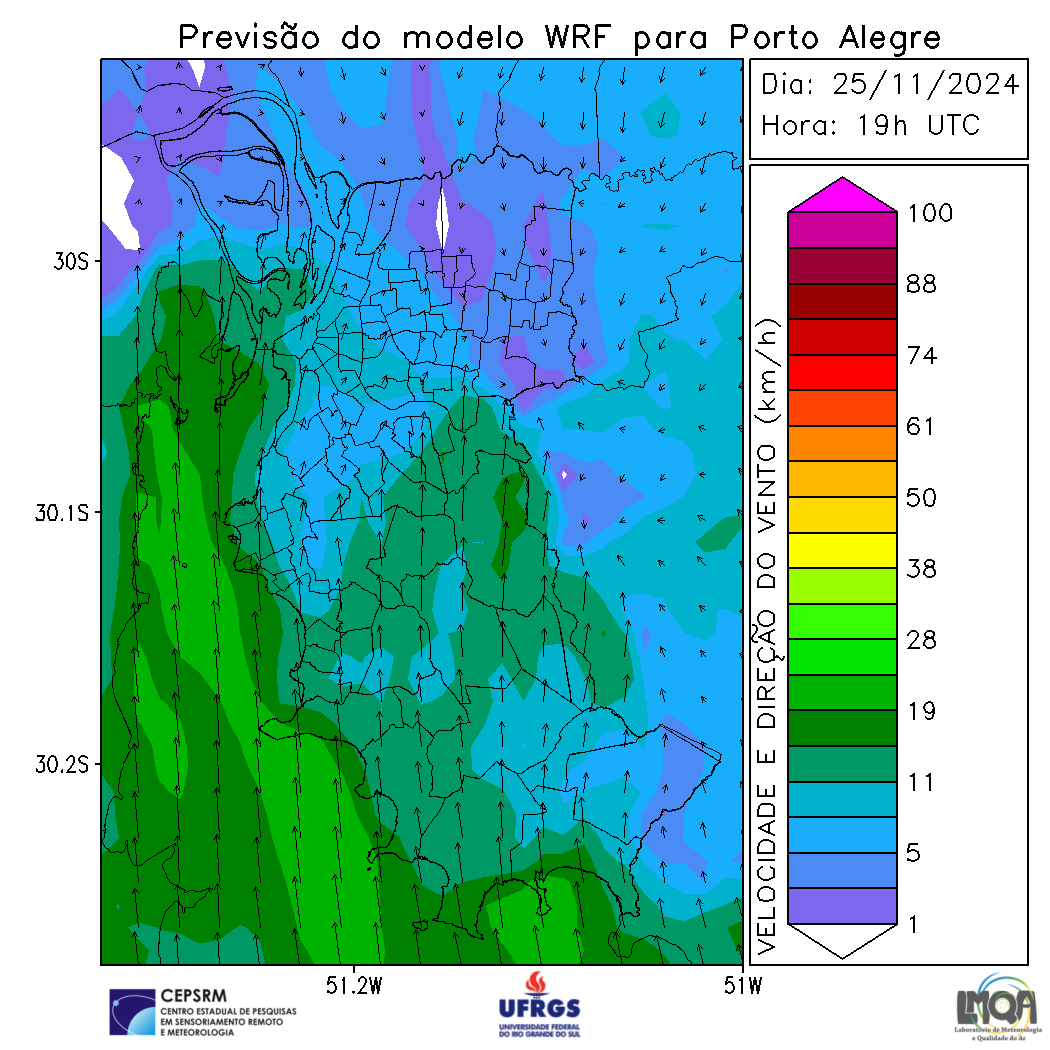 Previsão do modelo WRF para Porto Alegre
Dia: 25/11/2024
Hora: 19h UTC
30S
30.1S
30.2S
51.2W
51W
VELOCIDADE E DIREÇÃO DO VENTO (km/h)
100
88
74
61
50
38
28
19
11
5
1
CEPSRM
CENTRO ESTADUAL DE PESQUISAS
EM SENSORIAMENTO REMOTO
E METEOROLOGIA
UFRGS
UNIVERSIDADE FEDERAL
DO RIO GRANDE DO SUL
LMQA
Laboratório de Meteorologia
e Qualidade do Ar